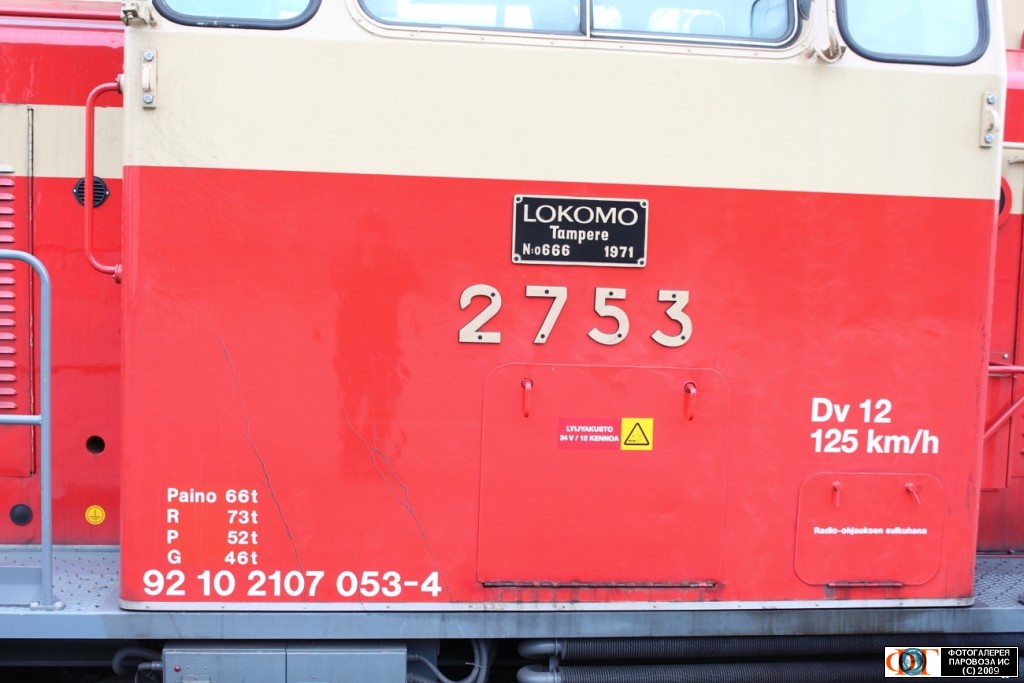 LOKOMO
Tampere
N:o 666 1971
2753
LYIJYAKUSTO
24 V / 12 KENNOA
Dv 12
125 km/h
Radio-ohjauksen sulkuhana
Paino 66t
R 73t
P 52t
G 46t
92 10 2107 053-4
ФОТОГАЛЕРЕЯ
ПАРОВОЗА ИС
(C) 2009